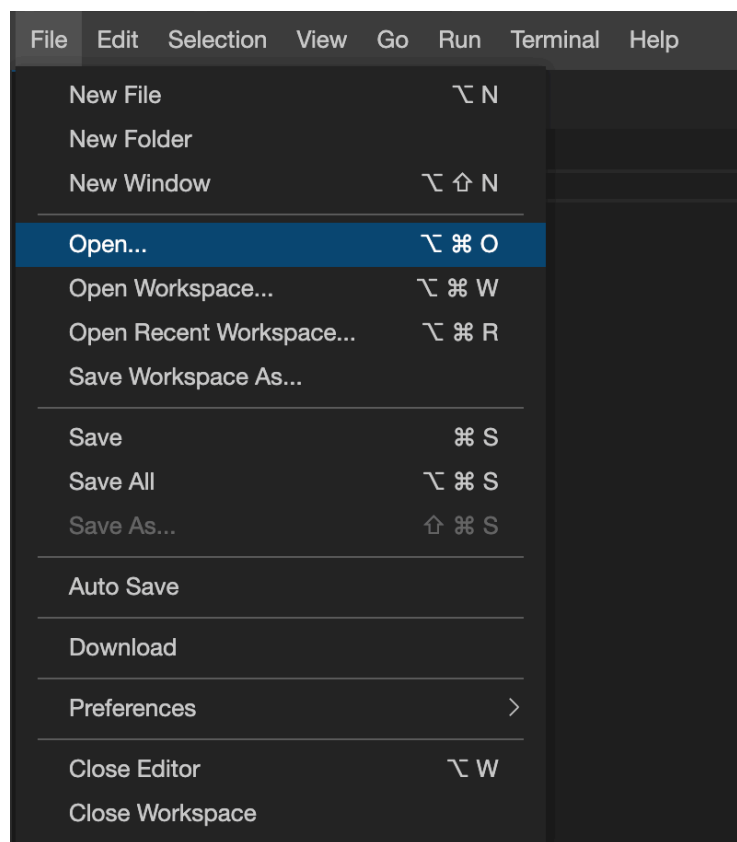 File Edit Selection View Go Run Terminal Help
New File ⌥ N
New Folder
New Window ⌥ ⇧ N
Open... ⌥ ⌘ O
Open Workspace... ⌥ ⌘ W
Open Recent Workspace... ⌥ ⌘ R
Save Workspace As...
Save ⌘ S
Save All ⌥ ⌘ S
Save As... ⇧ ⌘ S
Auto Save
Download
Preferences
Close Editor ⌥ W
Close Workspace